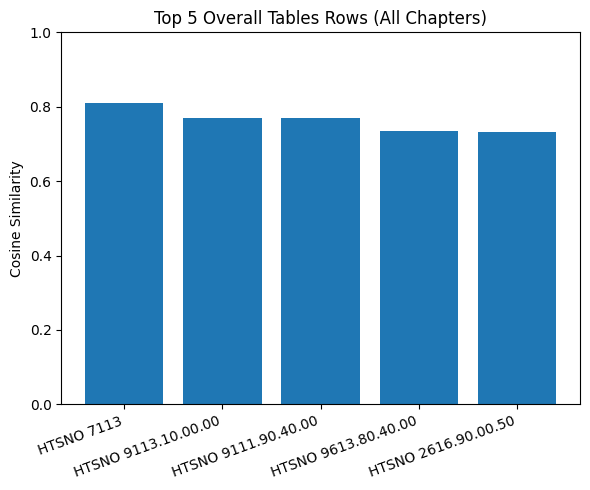 Top 5 Overall Tables Rows (All Chapters)
1.0
0.8
0.6
0.4
0.2
0.0
Cosine Similarity
HTSNO 7113
HTSNO 9113.10.00.00
HTSNO 9111.90.40.00
HTSNO 9613.80.40.00
HTSNO 2616.90.00.50